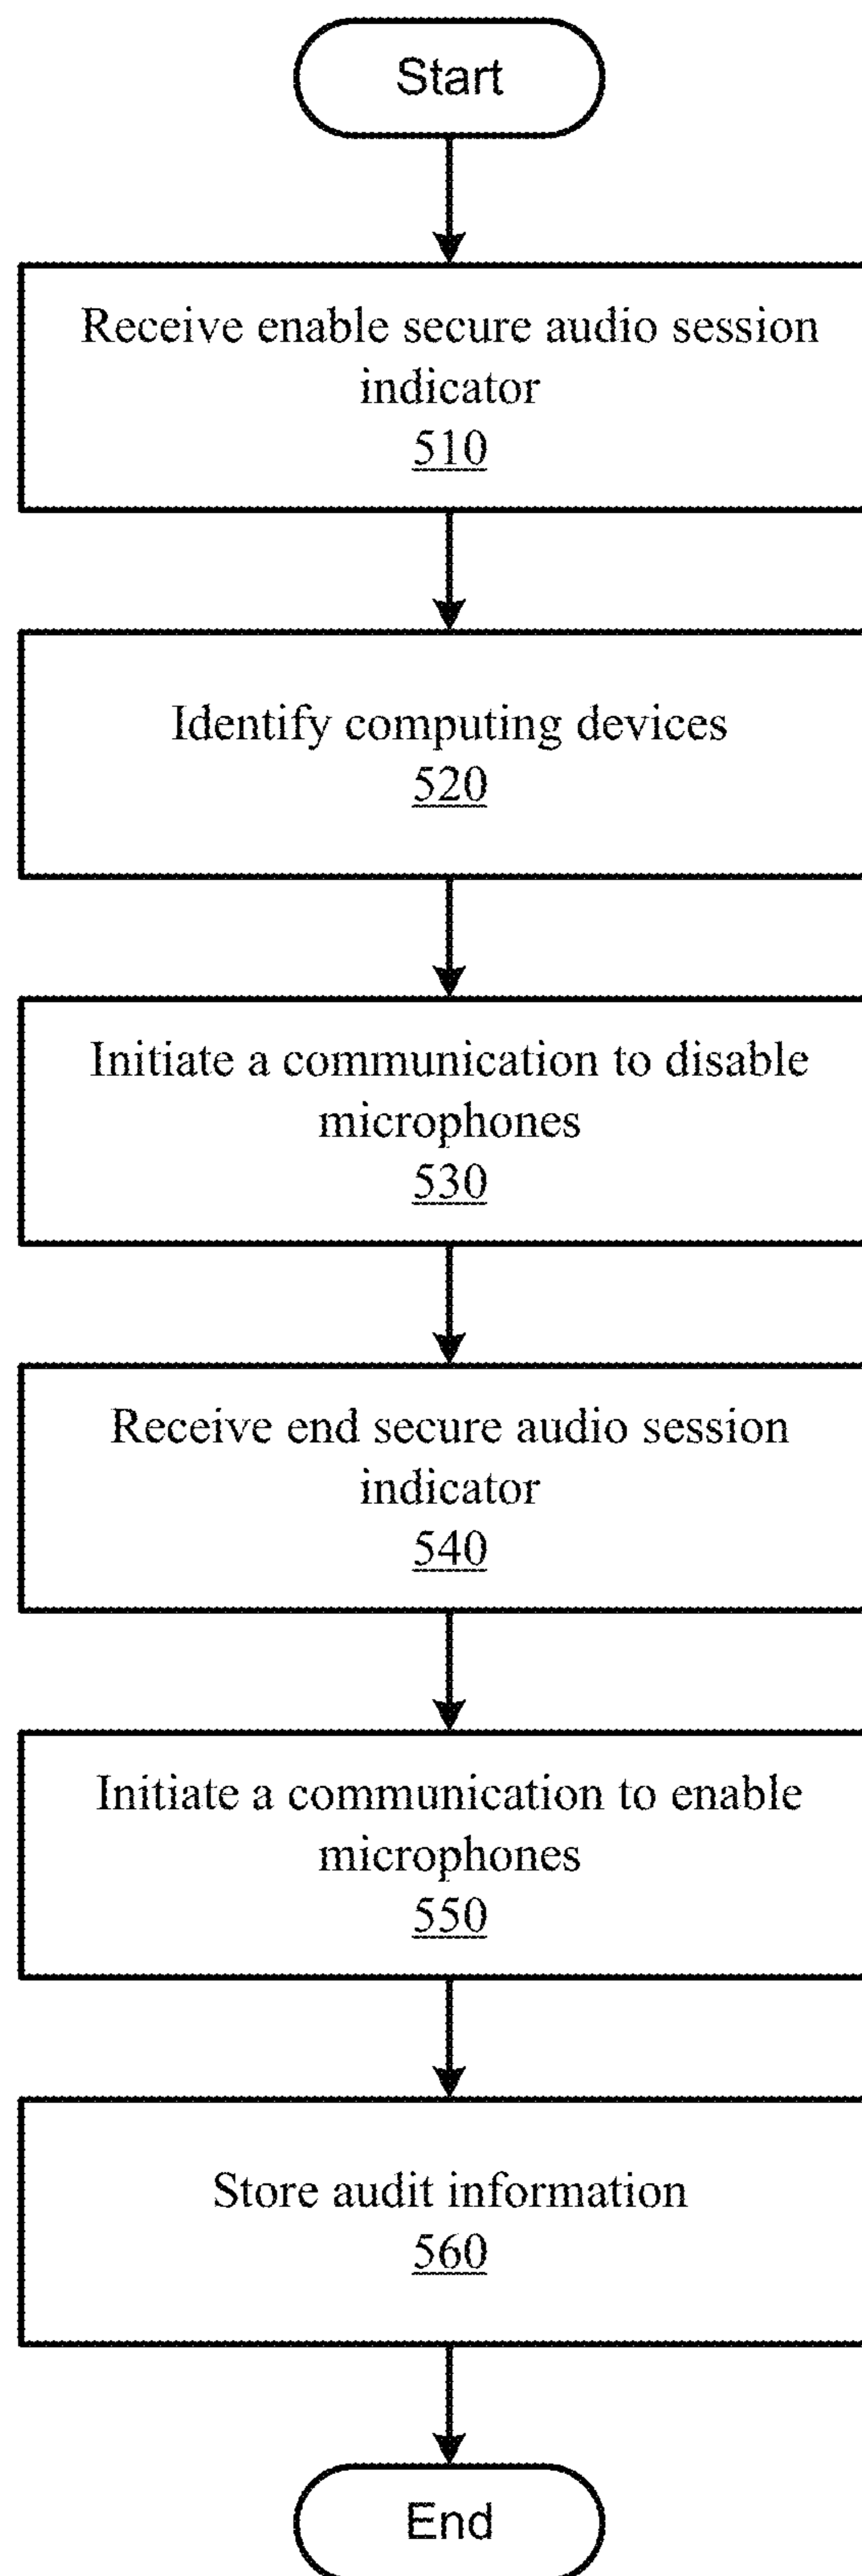 Start
Receive enable secure audio session
indicator
510
Identify computing devices
520
Initiate a communication to disable
microphones
530
Receive end secure audio session
indicator
540
Initiate a communication to enable
microphones
550
Store audit information
560
End